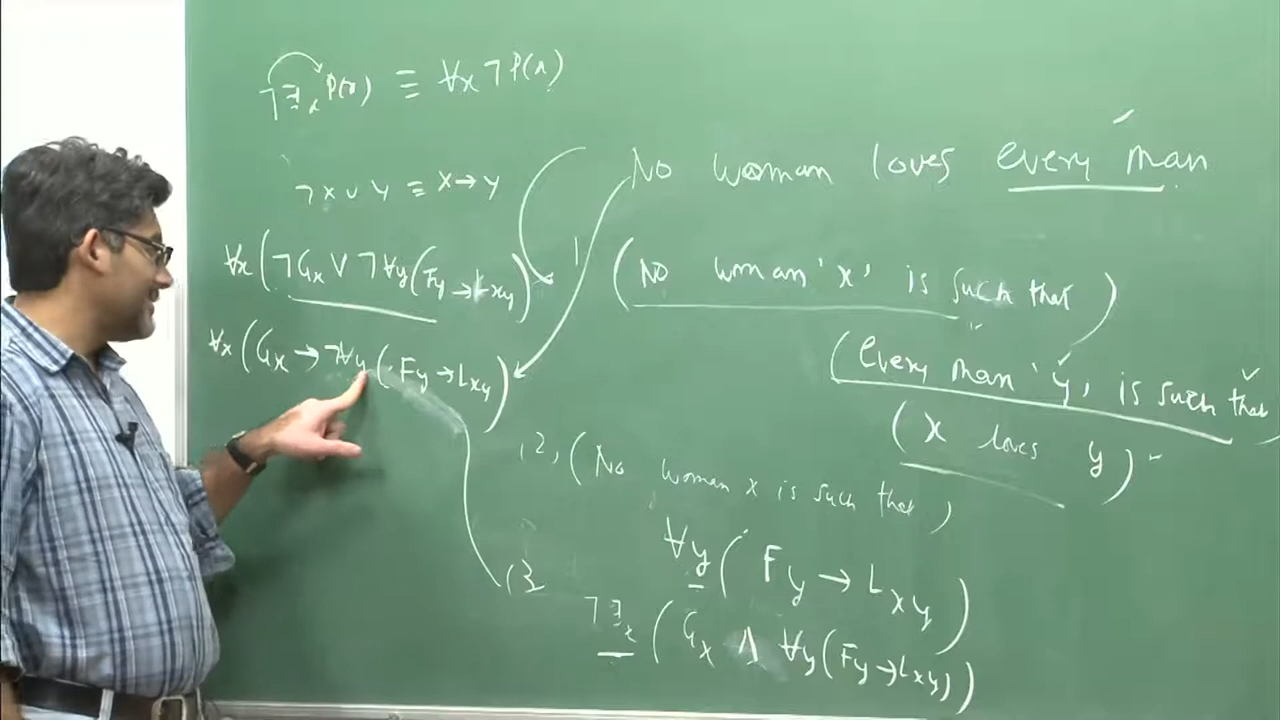 ¬∃x P(x) ≡ ∀x ¬P(x)
¬X ∨ Y ≡ X → Y
∀x(¬Gx ∨ ¬∀y(Fy → Lxy)
∀x(Gx → ¬∀y(Fy → Lxy)
No woman loves every man
1 (No woman 'x' is such that)
(Every man 'y' is such that
(x loves y)
(2) (No woman x is such that)
∀y(Fy → Lxy)
(3
¬∃x(Gx ∧ ∀y(Fy → Lxy))